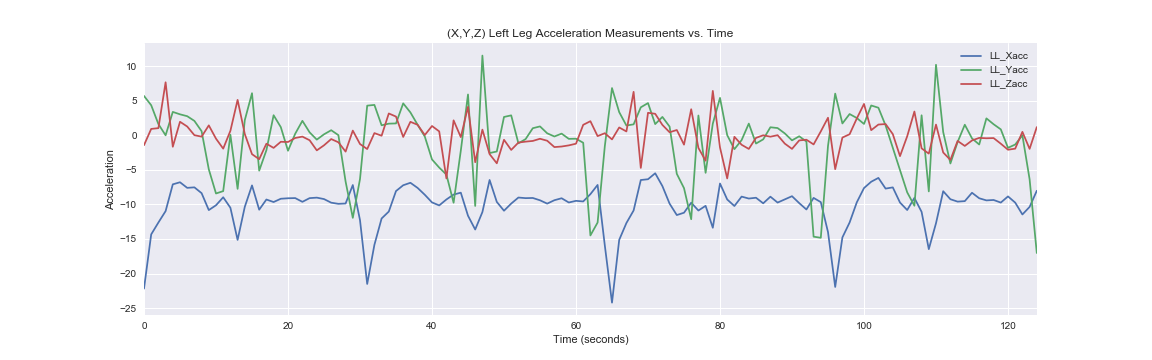 (X,Y,Z) Left Leg Acceleration Measurements vs. Time
LL_Xacc
LL_Yacc
LL_Zacc
10
5
0
−5
−10
−15
−20
−25
Acceleration
0 20 40 60 80 100 120
Time (seconds)